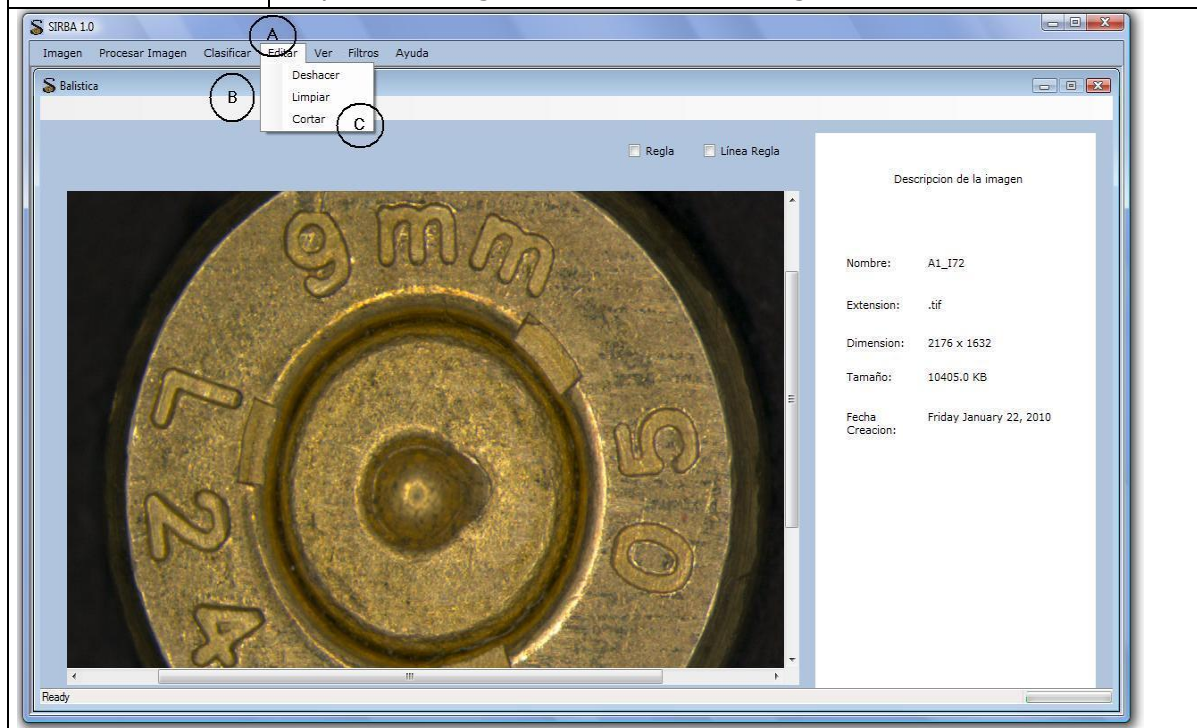 SIRBA 1.0
A
Imagen Procesar Imagen Clasificar Editar Ver Filtros Ayuda
Balistica
Deshacer
B
Limpiar
Cortar
C
Regla Línea Regla
Descripcion de la imagen
Nombre: A1_I72
Extension: .tif
Dimension: 2176 x 1632
Tamaño: 10405.0 KB
Fecha Creacion: Friday January 22, 2010
9mm
L24
50
Ready